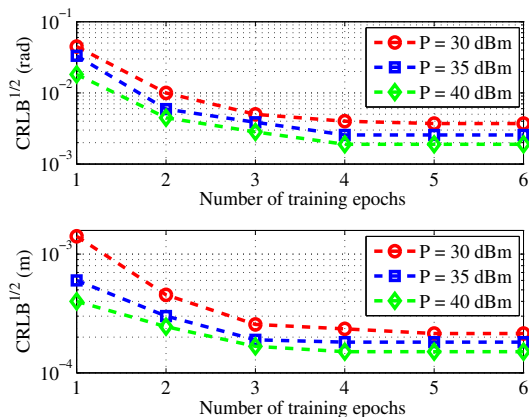 10⁻¹
10⁻²
10⁻³
CRLB^{1/2} (rad)
P = 30 dBm
P = 35 dBm
P = 40 dBm
1 2 3 4 5 6
Number of training epochs
10⁻³
10⁻⁴
CRLB^{1/2} (m)
P = 30 dBm
P = 35 dBm
P = 40 dBm
1 2 3 4 5 6
Number of training epochs